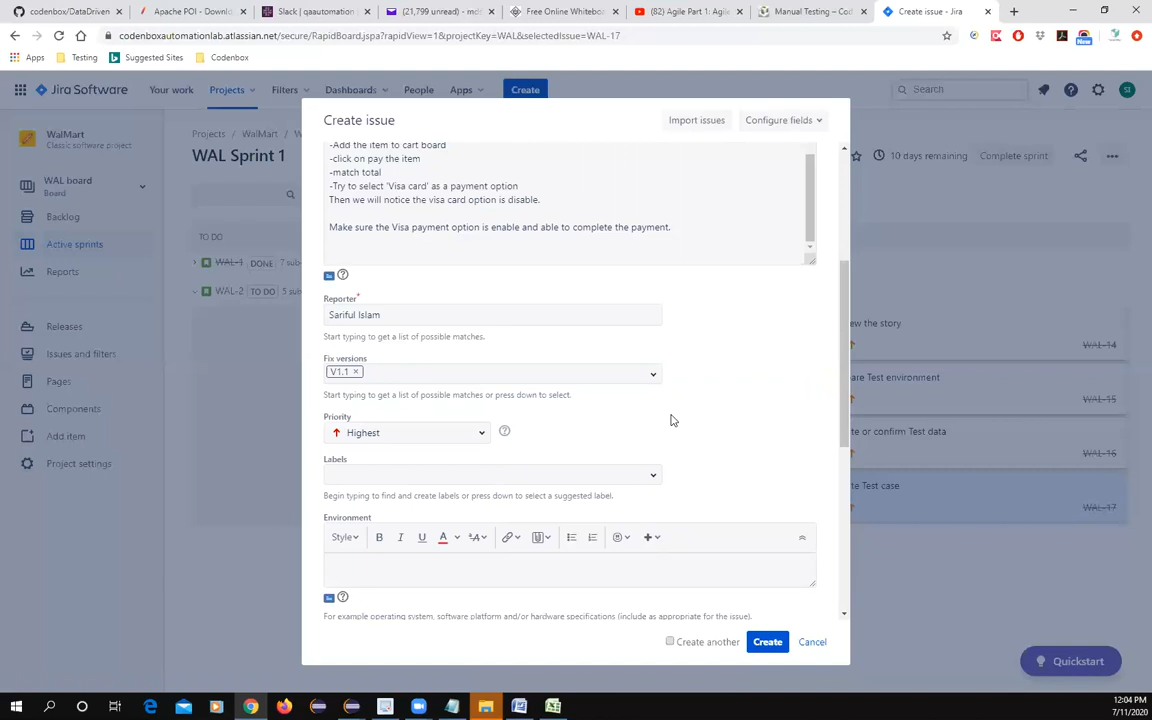 codenbox/DataDriven
Apache POI - Downlo
Slack | qaautomation
(21,799 unread) - mds
Free Online Whitebo
(82) Agile Part 1: Agile
Manual Testing – Cod
Create issue - Jira
codenboxautomationlab.atlassian.net/secure/RapidBoard.jspa?rapidView=1&projectKey=WAL&selectedIssue=WAL-17
New
Apps
Testing
Suggested Sites
Codenbox
Jira Software
Your work
Projects
Filters
Dashboards
People
Apps
Create
Search
SI
WalMart
Classic software project
WAL board
Board
Backlog
Active sprints
Reports
Releases
Issues and filters
Pages
Components
Add item
Project settings
Projects / WalMart / W
WAL Sprint 1
10 days remaining
Complete sprint
TO DO
WAL-1 DONE 7 sub
WAL-2 TO DO 5 sub
ew the story
WAL-14
are Test environment
WAL-15
te or confirm Test data
WAL-16
te Test case
WAL-17
Create issue
Import issues
Configure fields
-Add the item to cart board
-click on pay the item
-match total
-Try to select 'Visa card' as a payment option
Then we will notice the visa card option is disable.
Make sure the Visa payment option is enable and able to complete the payment.
Reporter*
Sariful Islam
Start typing to get a list of possible matches.
Fix versions
V1.1 ×
Start typing to get a list of possible matches or press down to select.
Priority
Highest
Labels
Begin typing to find and create labels or press down to select a suggested label.
Environment
Style
B I U A
For example operating system, software platform and/or hardware specifications (include as appropriate for the issue).
Create another
Create
Cancel
Quickstart
12:04 PM
7/11/2020